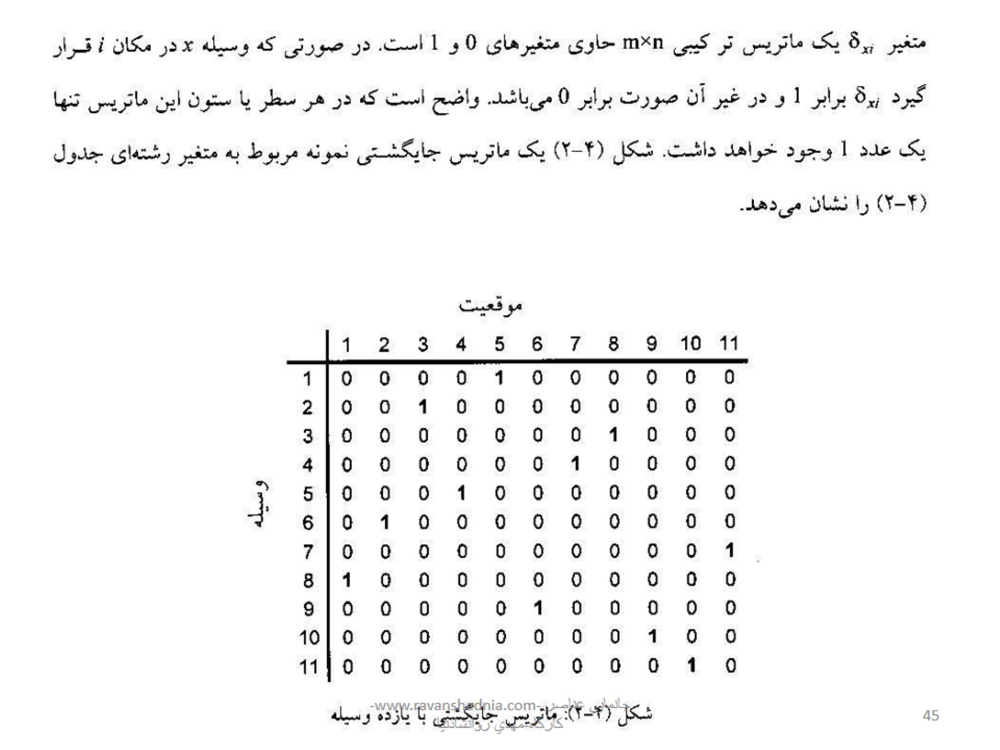 متغیر δxi یک ماتریس تر کیبی m×n حاوی متغیرهای 0 و 1 است. در صورتی که وسیله x در مکان i قرار
گیرد δxi برابر 1 و در غیر آن صورت برابر 0 می‌باشد. واضح است که در هر سطر یا ستون این ماتریس تنها
یک عدد 1 وجود خواهد داشت. شکل (۴-۲) یک ماتریس جایگشتی نمونه مربوط به متغیر رشته‌ای جدول
(۴-۲) را نشان می‌دهد.
موقعیت
1 2 3 4 5 6 7 8 9 10 11
وسیله
1 0 0 0 0 1 0 0 0 0 0 0
2 0 0 1 0 0 0 0 0 0 0 0
3 0 0 0 0 0 0 0 1 0 0 0
4 0 0 0 0 0 0 1 0 0 0 0
5 0 0 0 1 0 0 0 0 0 0 0
6 0 1 0 0 0 0 0 0 0 0 0
7 0 0 0 0 0 0 0 0 0 0 1
8 1 0 0 0 0 0 0 0 0 0 0
9 0 0 0 0 0 1 0 0 0 0 0
10 0 0 0 0 0 0 0 0 1 0 0
11 0 0 0 0 0 0 0 0 0 1 0
جانمایی عناصر -www.ravanshadnia.com-
شکل (۴-۲): ماتریس جایگشتی با یازده وسیله
کارگاه-مهدی روانشادنیا
45